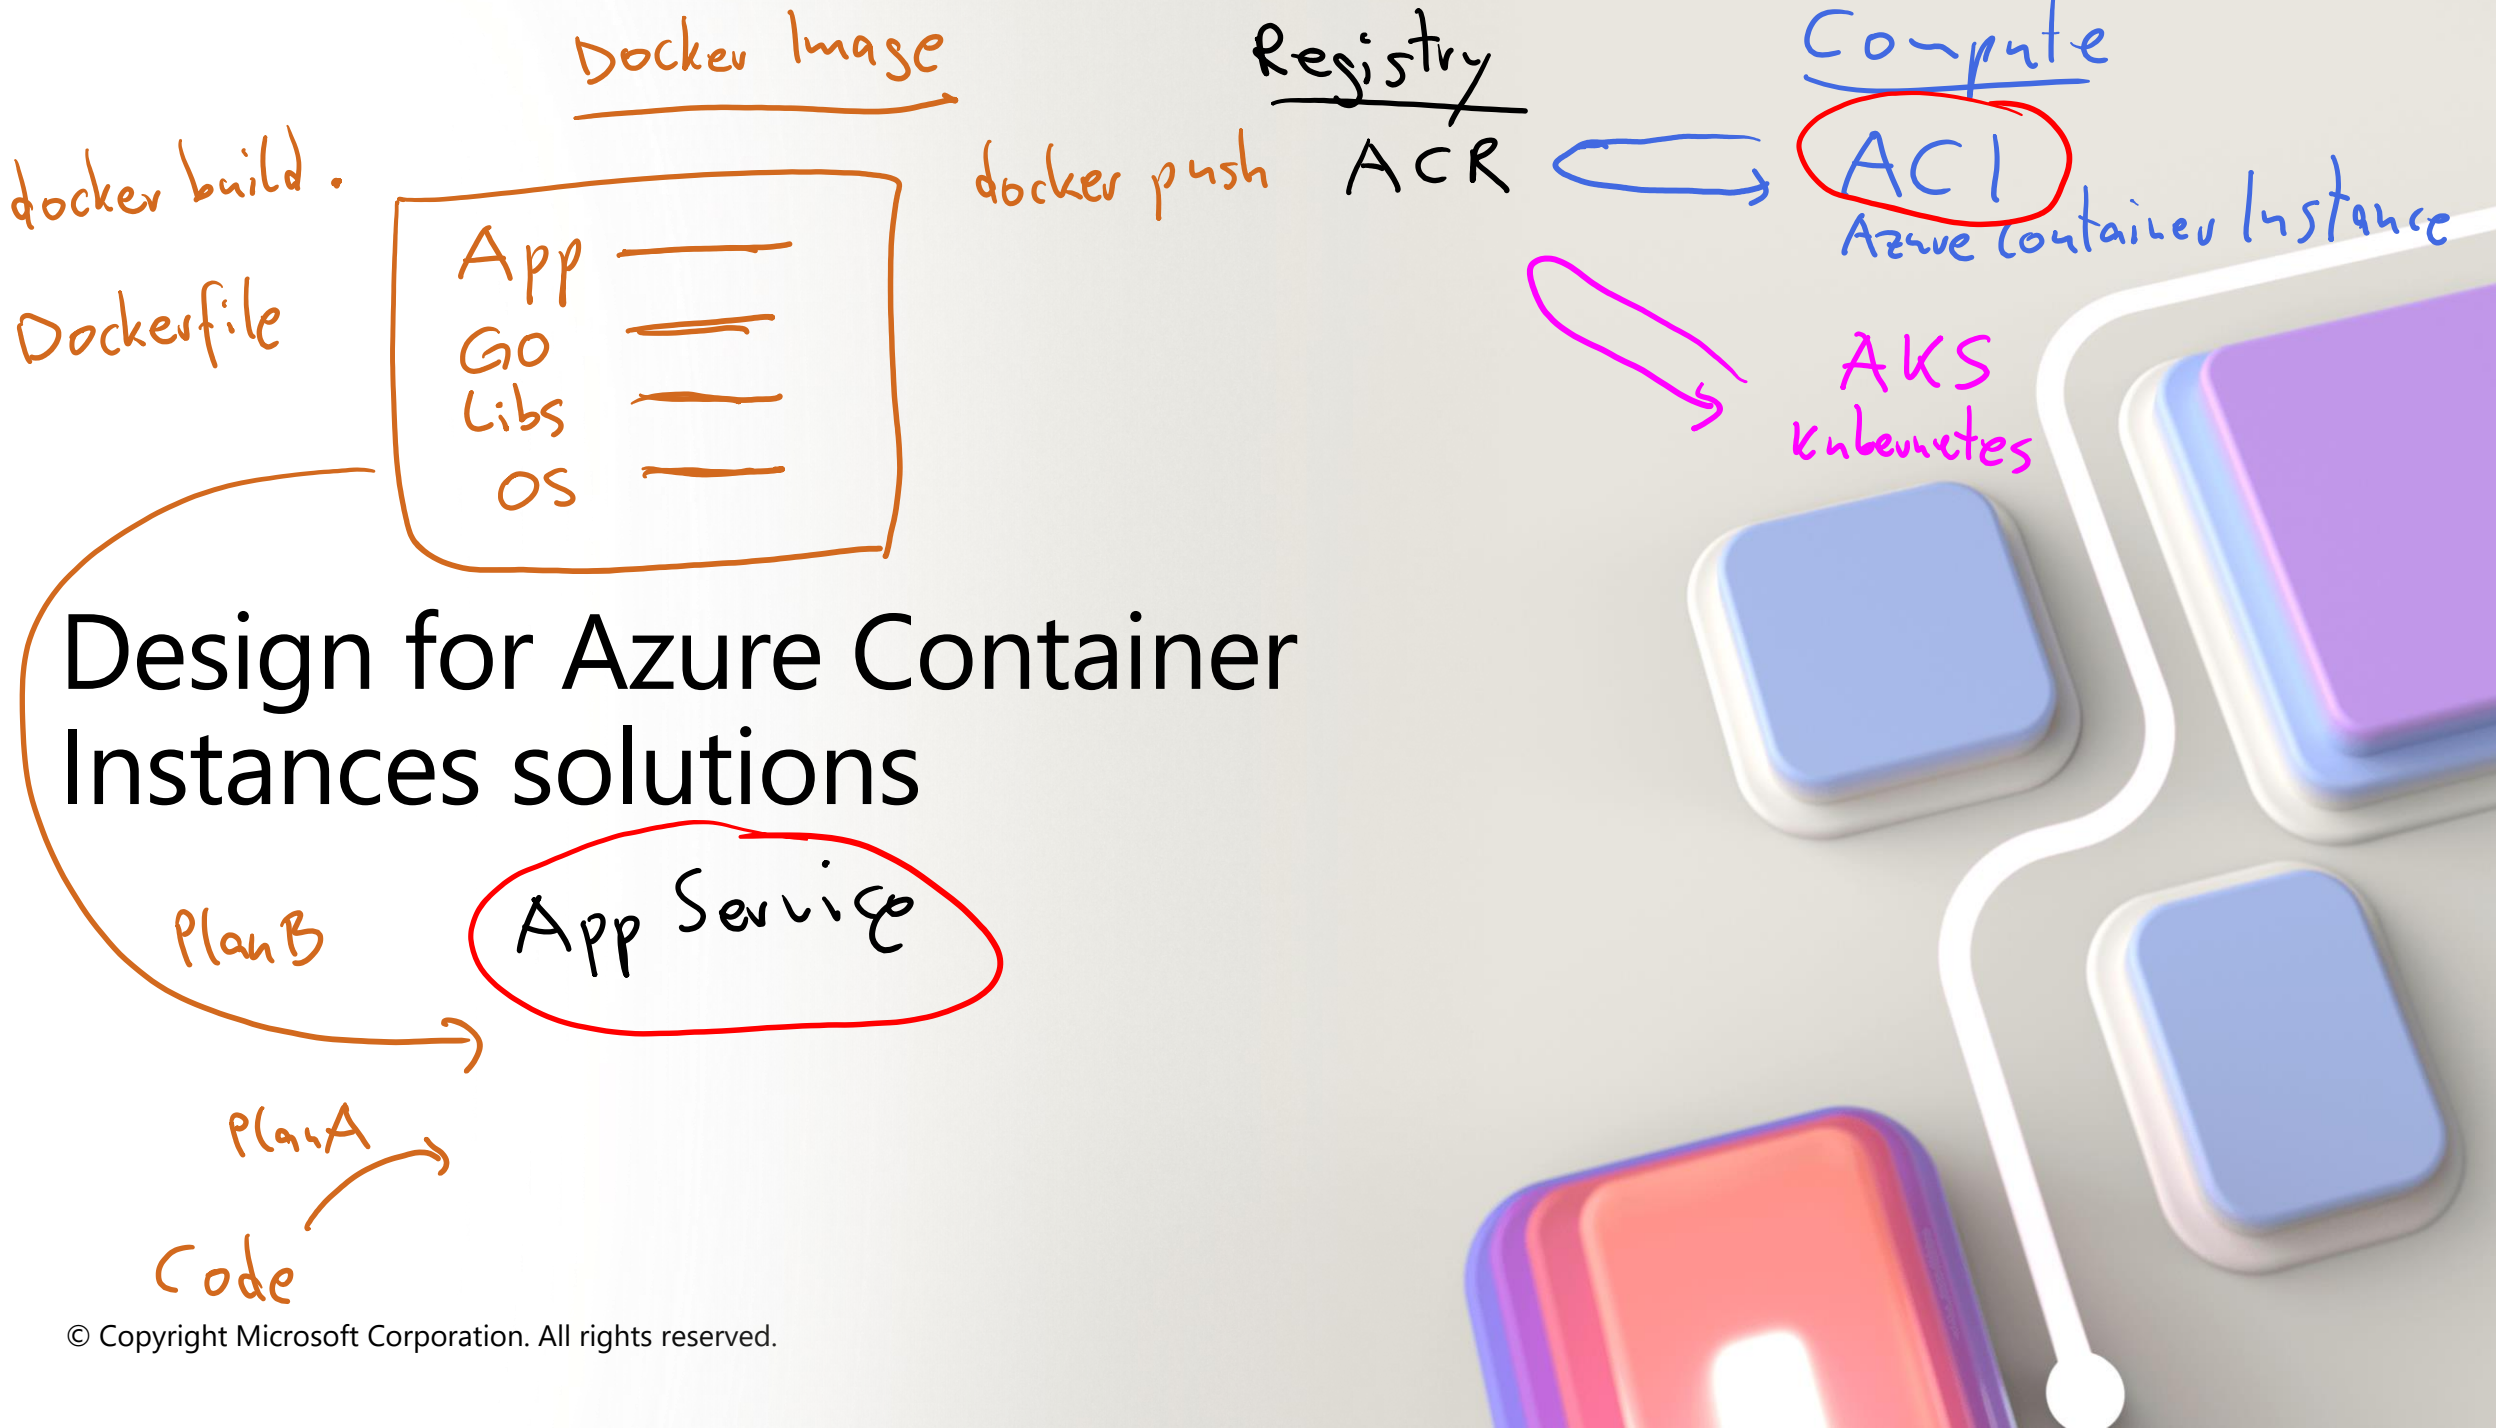 Docker Image
Registry
Compute
docker build .
docker push
ACR
ACI
Azure Container Instance
Dockerfile
App
Go
Libs
OS
AKS
Kubernetes
Design for Azure Container
Instances solutions
Plan B
App Service
Plan A
Code
© Copyright Microsoft Corporation. All rights reserved.